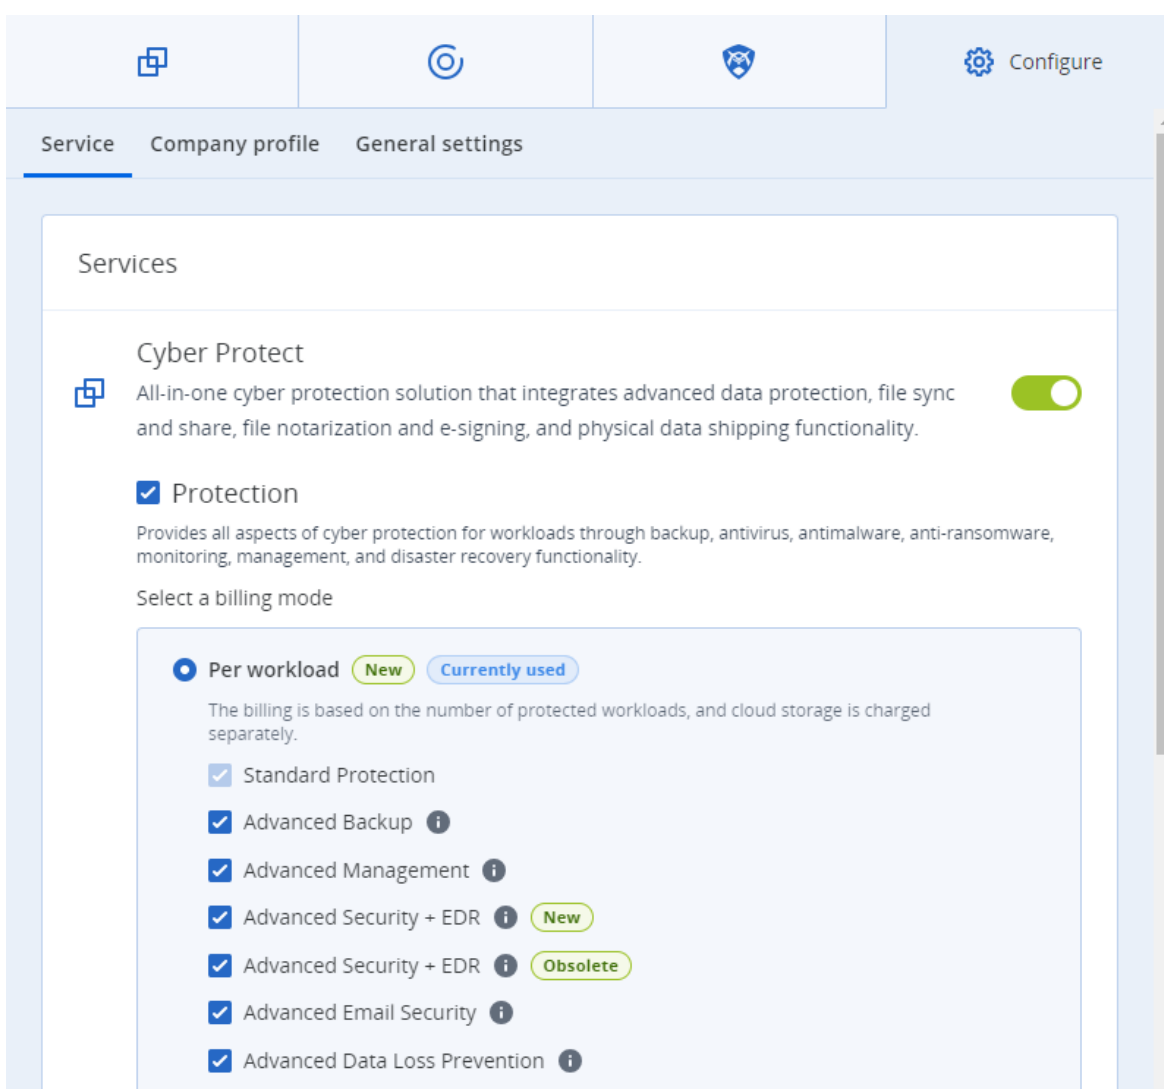 Configure
Service Company profile General settings
Services
Cyber Protect
All-in-one cyber protection solution that integrates advanced data protection, file sync
and share, file notarization and e-signing, and physical data shipping functionality.
Protection
Provides all aspects of cyber protection for workloads through backup, antivirus, antimalware, anti-ransomware,
monitoring, management, and disaster recovery functionality.
Select a billing mode
Per workload New Currently used
The billing is based on the number of protected workloads, and cloud storage is charged
separately.
Standard Protection
Advanced Backup
Advanced Management
Advanced Security + EDR New
Advanced Security + EDR Obsolete
Advanced Email Security
Advanced Data Loss Prevention